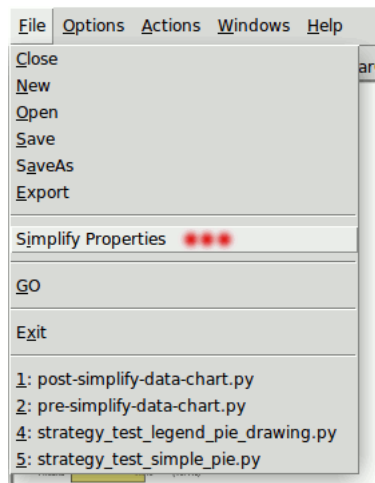 File Options Actions Windows Help
Close
New
Open
Save
SaveAs
Export
Simplify Properties
GO
Exit
1: post-simplify-data-chart.py
2: pre-simplify-data-chart.py
4: strategy_test_legend_pie_drawing.py
5: strategy_test_simple_pie.py